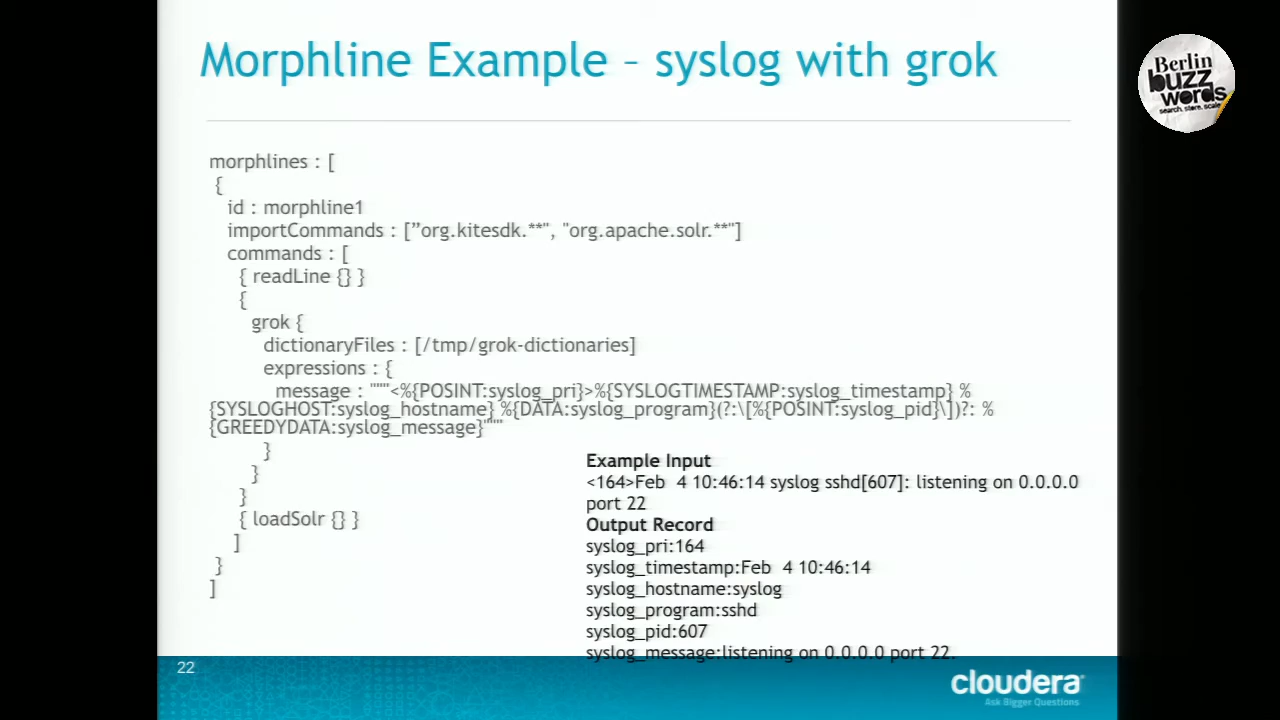 Morphline Example – syslog with grok
Berlin
buzz
words
search. store. scale.
morphlines : [
{
id : morphline1
importCommands : [”org.kitesdk.**", "org.apache.solr.**"]
commands : [
{ readLine {} }
{
grok {
dictionaryFiles : [/tmp/grok-dictionaries]
expressions : {
message : """<%{POSINT:syslog_pri}>%{SYSLOGTIMESTAMP:syslog_timestamp} %
{SYSLOGHOST:syslog_hostname} %{DATA:syslog_program}(?:\[%{POSINT:syslog_pid}\])?: %
{GREEDYDATA:syslog_message}"""
}
}
}
{ loadSolr {} }
]
}
]
Example Input
<164>Feb  4 10:46:14 syslog sshd[607]: listening on 0.0.0.0
port 22
Output Record
syslog_pri:164
syslog_timestamp:Feb  4 10:46:14
syslog_hostname:syslog
syslog_program:sshd
syslog_pid:607
syslog_message:listening on 0.0.0.0 port 22.
22
cloudera
Ask Bigger Questions